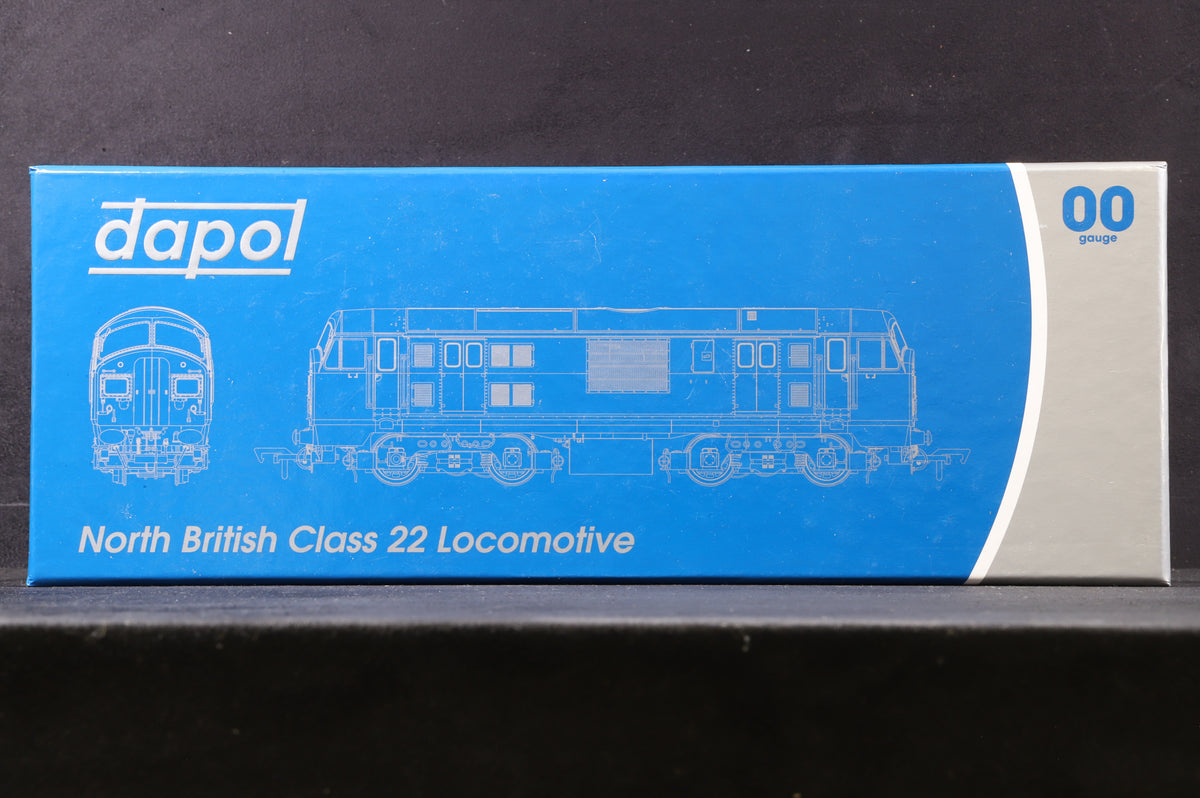 dapol
00
gauge
North British Class 22 Locomotive